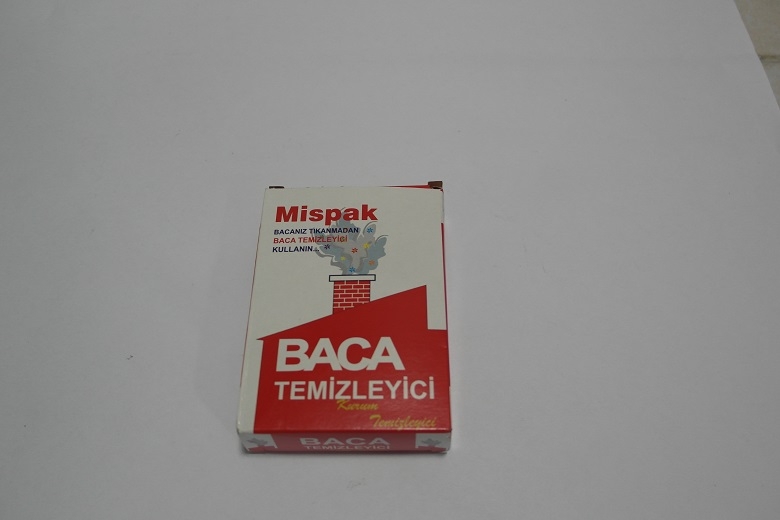 Mispak
BACANIZ TIKANMADAN
BACA TEMİZLEYİCİ
KULLANIN...
BACA
TEMİZLEYİCİ
Kurum
Temizleyici
BACA
TEMİZLEYİCİ